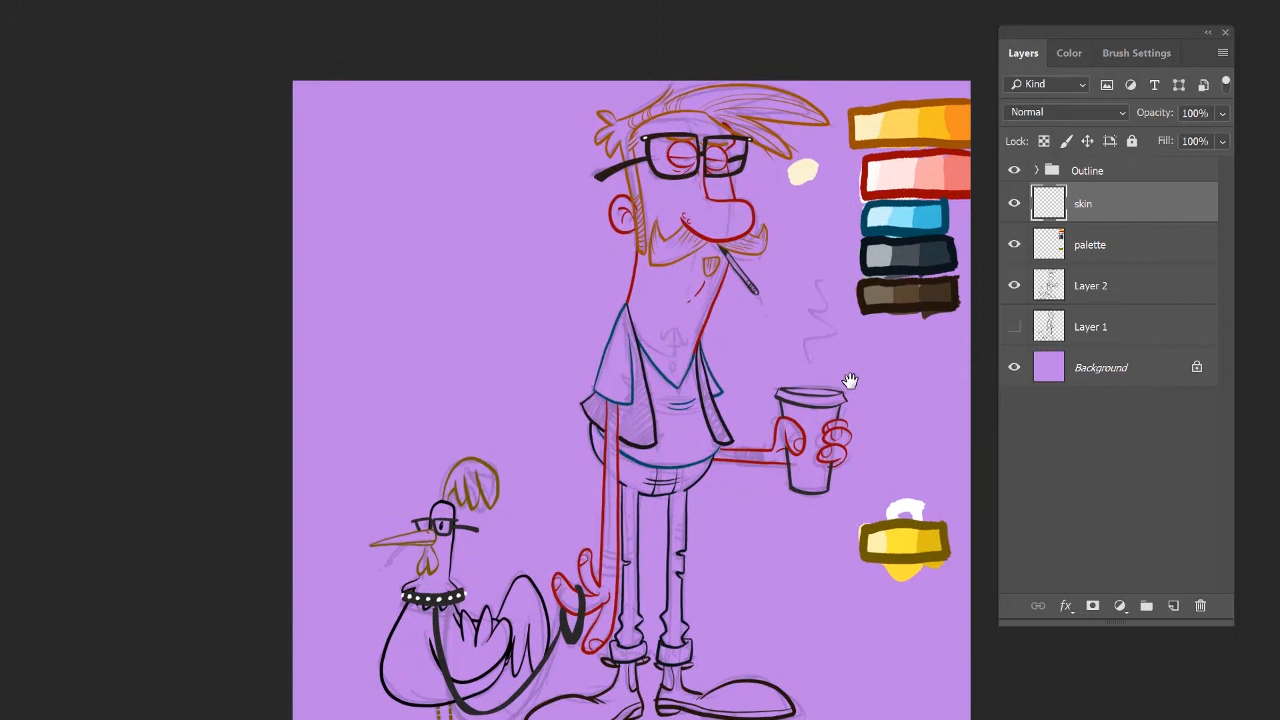 Layers Color Brush Settings
Kind
Normal Opacity: 100%
Lock: Fill: 100%
Outline
skin
palette
Layer 2
Layer 1
Background
fx